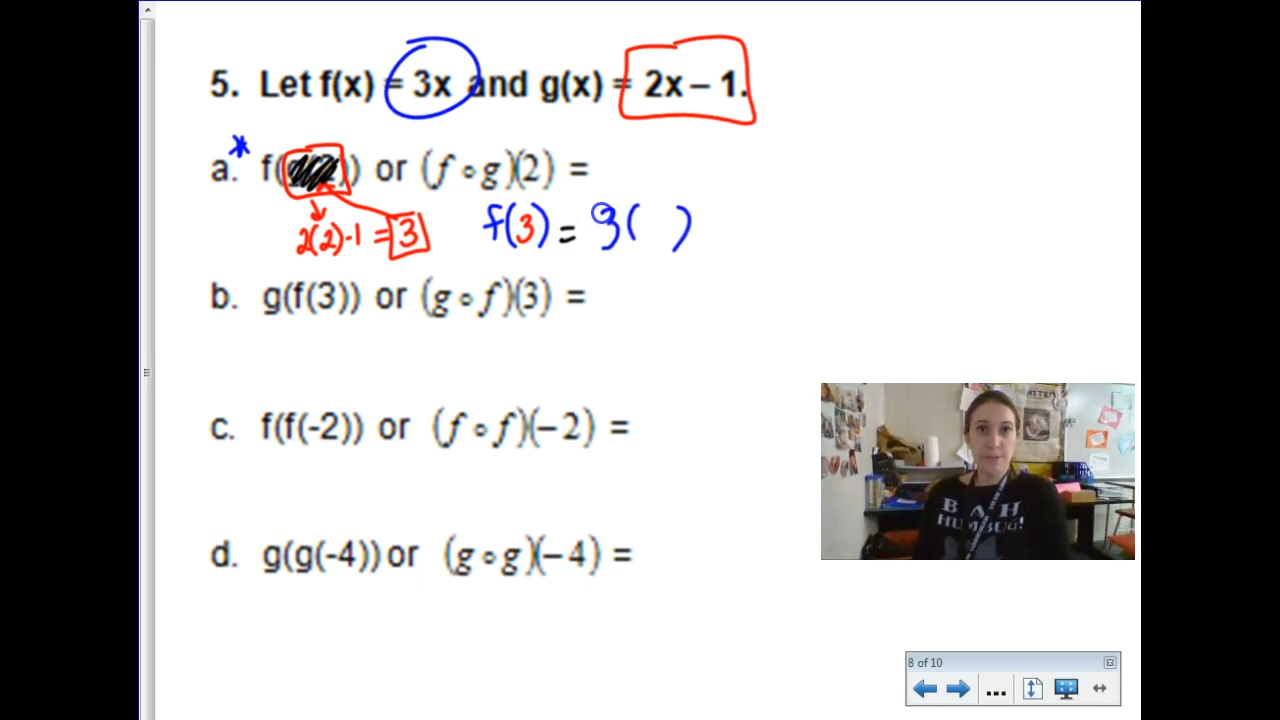 5. Let f(x) = 3x and g(x) = 2x – 1.
a.* f( ) or (f ∘ g)(2) =
2(2)-1 = 3 f(3) = 3( )
b. g(f(3)) or (g ∘ f)(3) =
c. f(f(-2)) or (f ∘ f)(−2) =
d. g(g(-4)) or (g ∘ g)(−4) =
BAH
HUMBUG!
8 of 10